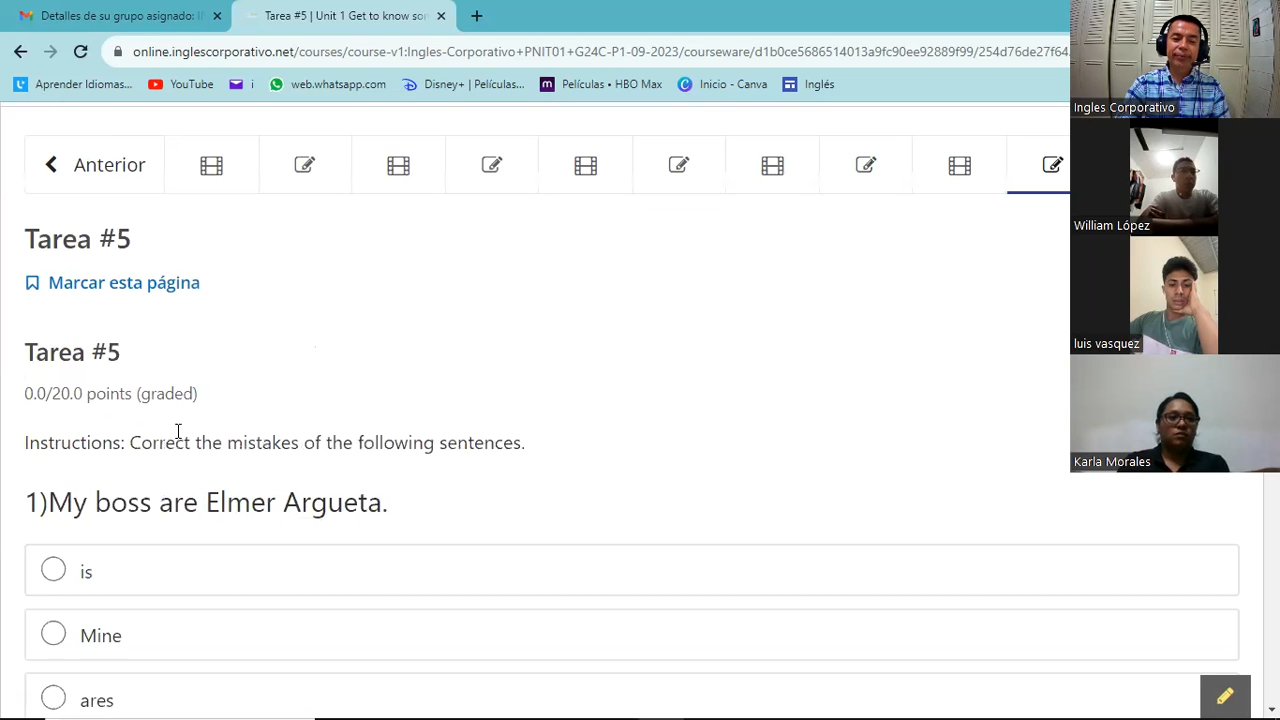 Detalles de su grupo asignado: I
Tarea #5 | Unit 1 Get to know so
online.inglescorporativo.net/courses/course-v1:Ingles-Corporativo+INIT01+G24C-P1-09-2023/courseware/d1b0ce5686514013a9fc9cee92889f99/254d76de27f64
Aprender Idiomas...
YouTube
web.whatsapp.com
Disney+ | Películas...
Películas • HBO Max
Inicio - Canva
Inglés
Anterior
Tarea #5
Marcar esta página
Tarea #5
0.0/20.0 points (graded)
Instructions: Correct the mistakes of the following sentences.
1)My boss are Elmer Argueta.
is
Mine
ares
Ingles Corporativo
William López
luis vasquez
Karla Morales